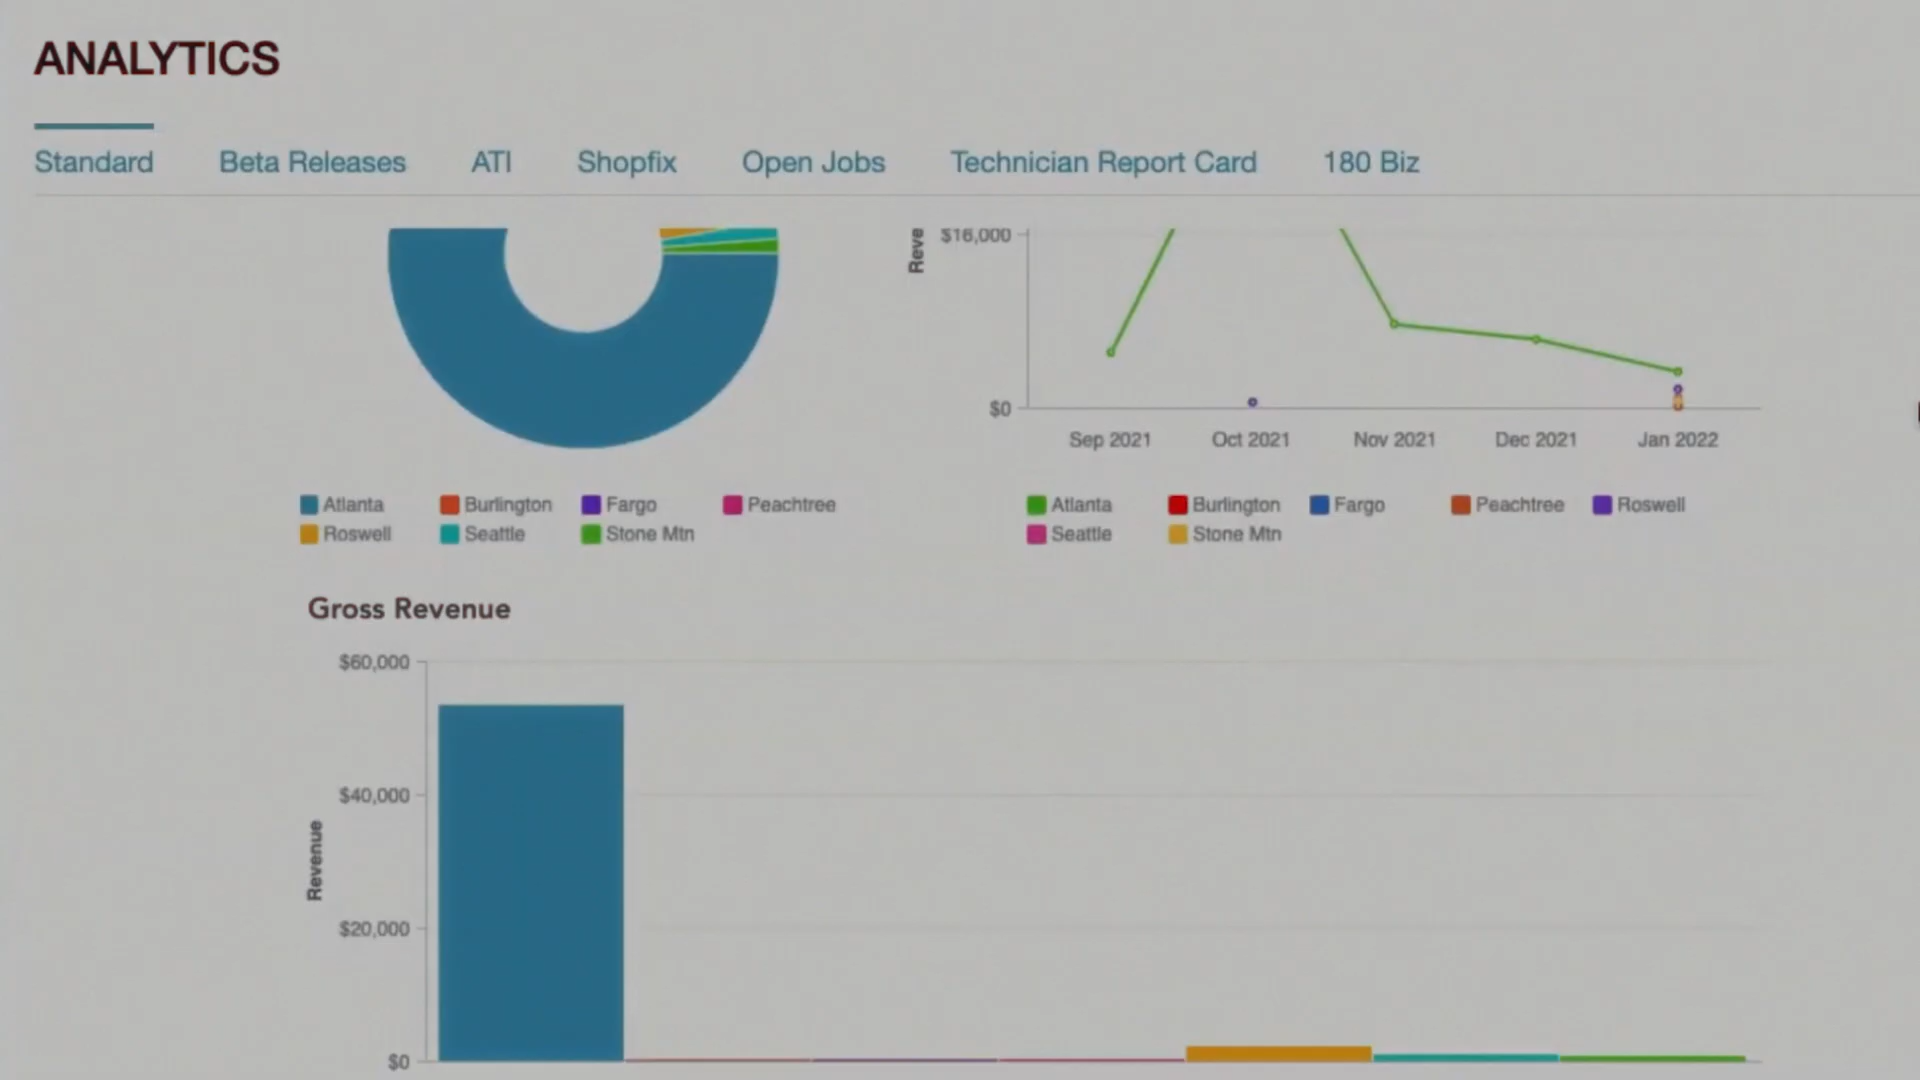 ANALYTICS
Standard Beta Releases ATI Shopfix Open Jobs Technician Report Card 180 Biz
Reve
$16,000
$0
Sep 2021 Oct 2021 Nov 2021 Dec 2021 Jan 2022
Atlanta Burlington Fargo Peachtree
Roswell Seattle Stone Mtn
Atlanta Burlington Fargo Peachtree Roswell
Seattle Stone Mtn
Gross Revenue
Revenue
$60,000
$40,000
$20,000
$0